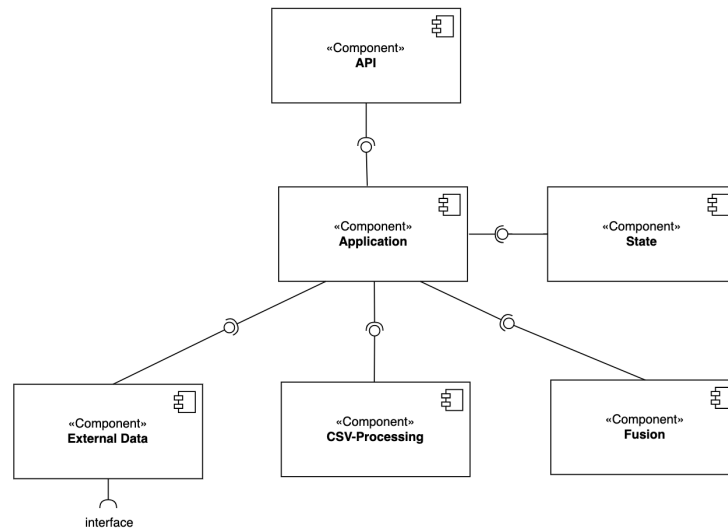 «Component»
API
«Component»
Application
«Component»
State
«Component»
External Data
«Component»
CSV-Processing
«Component»
Fusion
interface